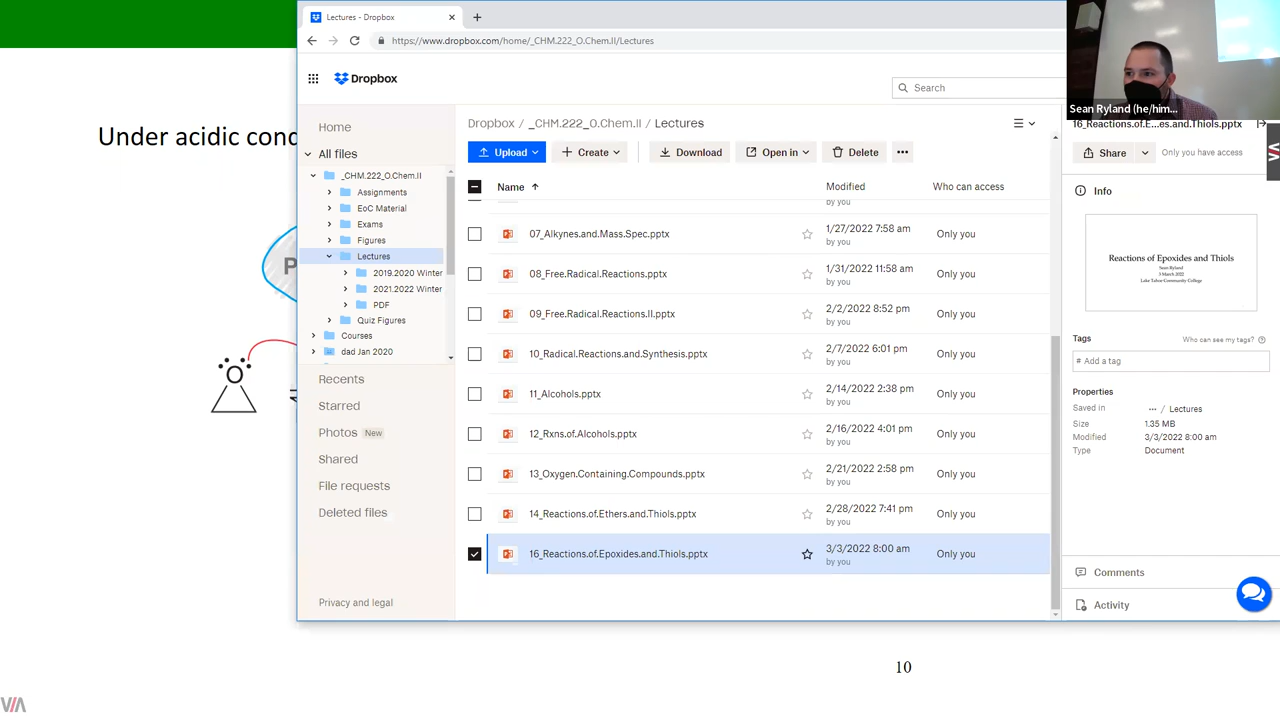 Lectures - Dropbox
https://www.dropbox.com/home/_CHM.222_O.Chem.II/Lectures
Dropbox
Search
Sean Ryland (he/him...
Under acidic cond
P
O
Home
All files
_CHM.222_O.Chem.II
Assignments
EoC Material
Exams
Figures
Lectures
2019.2020 Winter
2021.2022 Winter
PDF
Quiz Figures
Courses
dad Jan 2020
Recents
Starred
Photos New
Shared
File requests
Deleted files
Privacy and legal
Dropbox / _CHM.222_O.Chem.II / Lectures
Upload Create Download Open in Delete
Name Modified Who can access
by you
07_Alkynes.and.Mass.Spec.pptx 1/27/2022 7:58 am Only you
by you
08_Free.Radical.Reactions.pptx 1/31/2022 11:58 am Only you
by you
09_Free.Radical.Reactions.II.pptx 2/2/2022 8:52 pm Only you
by you
10_Radical.Reactions.and.Synthesis.pptx 2/7/2022 6:01 pm Only you
by you
11_Alcohols.pptx 2/14/2022 2:38 pm Only you
by you
12_Rxns.of.Alcohols.pptx 2/16/2022 4:01 pm Only you
by you
13_Oxygen.Containing.Compounds.pptx 2/21/2022 2:58 pm Only you
by you
14_Reactions.of.Ethers.and.Thiols.pptx 2/28/2022 7:41 pm Only you
by you
16_Reactions.of.Epoxides.and.Thiols.pptx 3/3/2022 8:00 am Only you
by you
16_Reactions.of.E...es.and.Thiols.pptx
Share Only you have access
Info
Reactions of Epoxides and Thiols
Sean Ryland
3 March 2022
Lake Tahoe Community College
Tags Who can see my tags?
# Add a tag
Properties
Saved in ... / Lectures
Size 1.35 MB
Modified 3/3/2022 8:00 am
Type Document
Comments
Activity
10
VIA